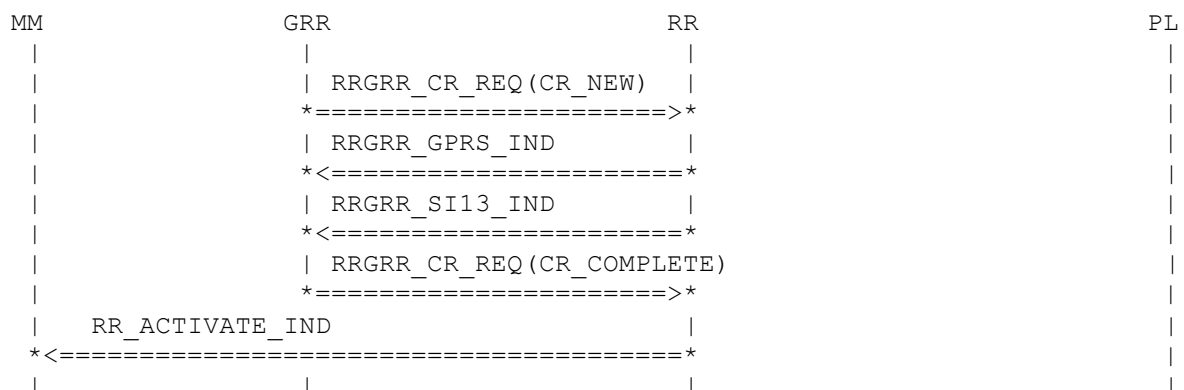 MM GRR RR PL
| | | |
| | RRGRR_CR_REQ(CR_NEW) | |
| *======================>* |
| | RRGRR_GPRS_IND | |
| *<======================* |
| | RRGRR_SI13_IND | |
| *<======================* |
| | RRGRR_CR_REQ(CR_COMPLETE) |
| *======================>* |
| RR_ACTIVATE_IND | |
*<=======================================* |
| | | |